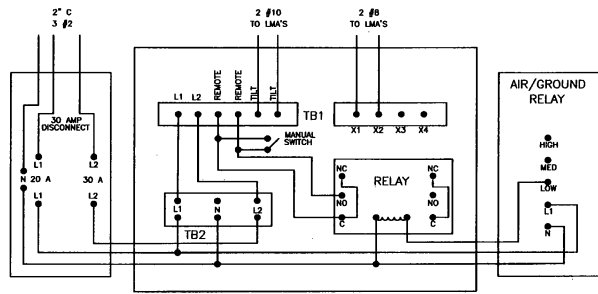 2" C
3 #2
2 #10
TO LMA'S
2 #8
TO LMA'S
L1 L2 REMOTE REMOTE TILT TILT
TB1
X1 X2 X3 X4
AIR/GROUND
RELAY
30 AMP
DISCONNECT
MANUAL
SWITCH
HIGH
L1 L2
N 20 A 30 A
L1 L2
NC RELAY NC
MED
LOW
NO NO
L1 N L2
C C
L1
N
TB2